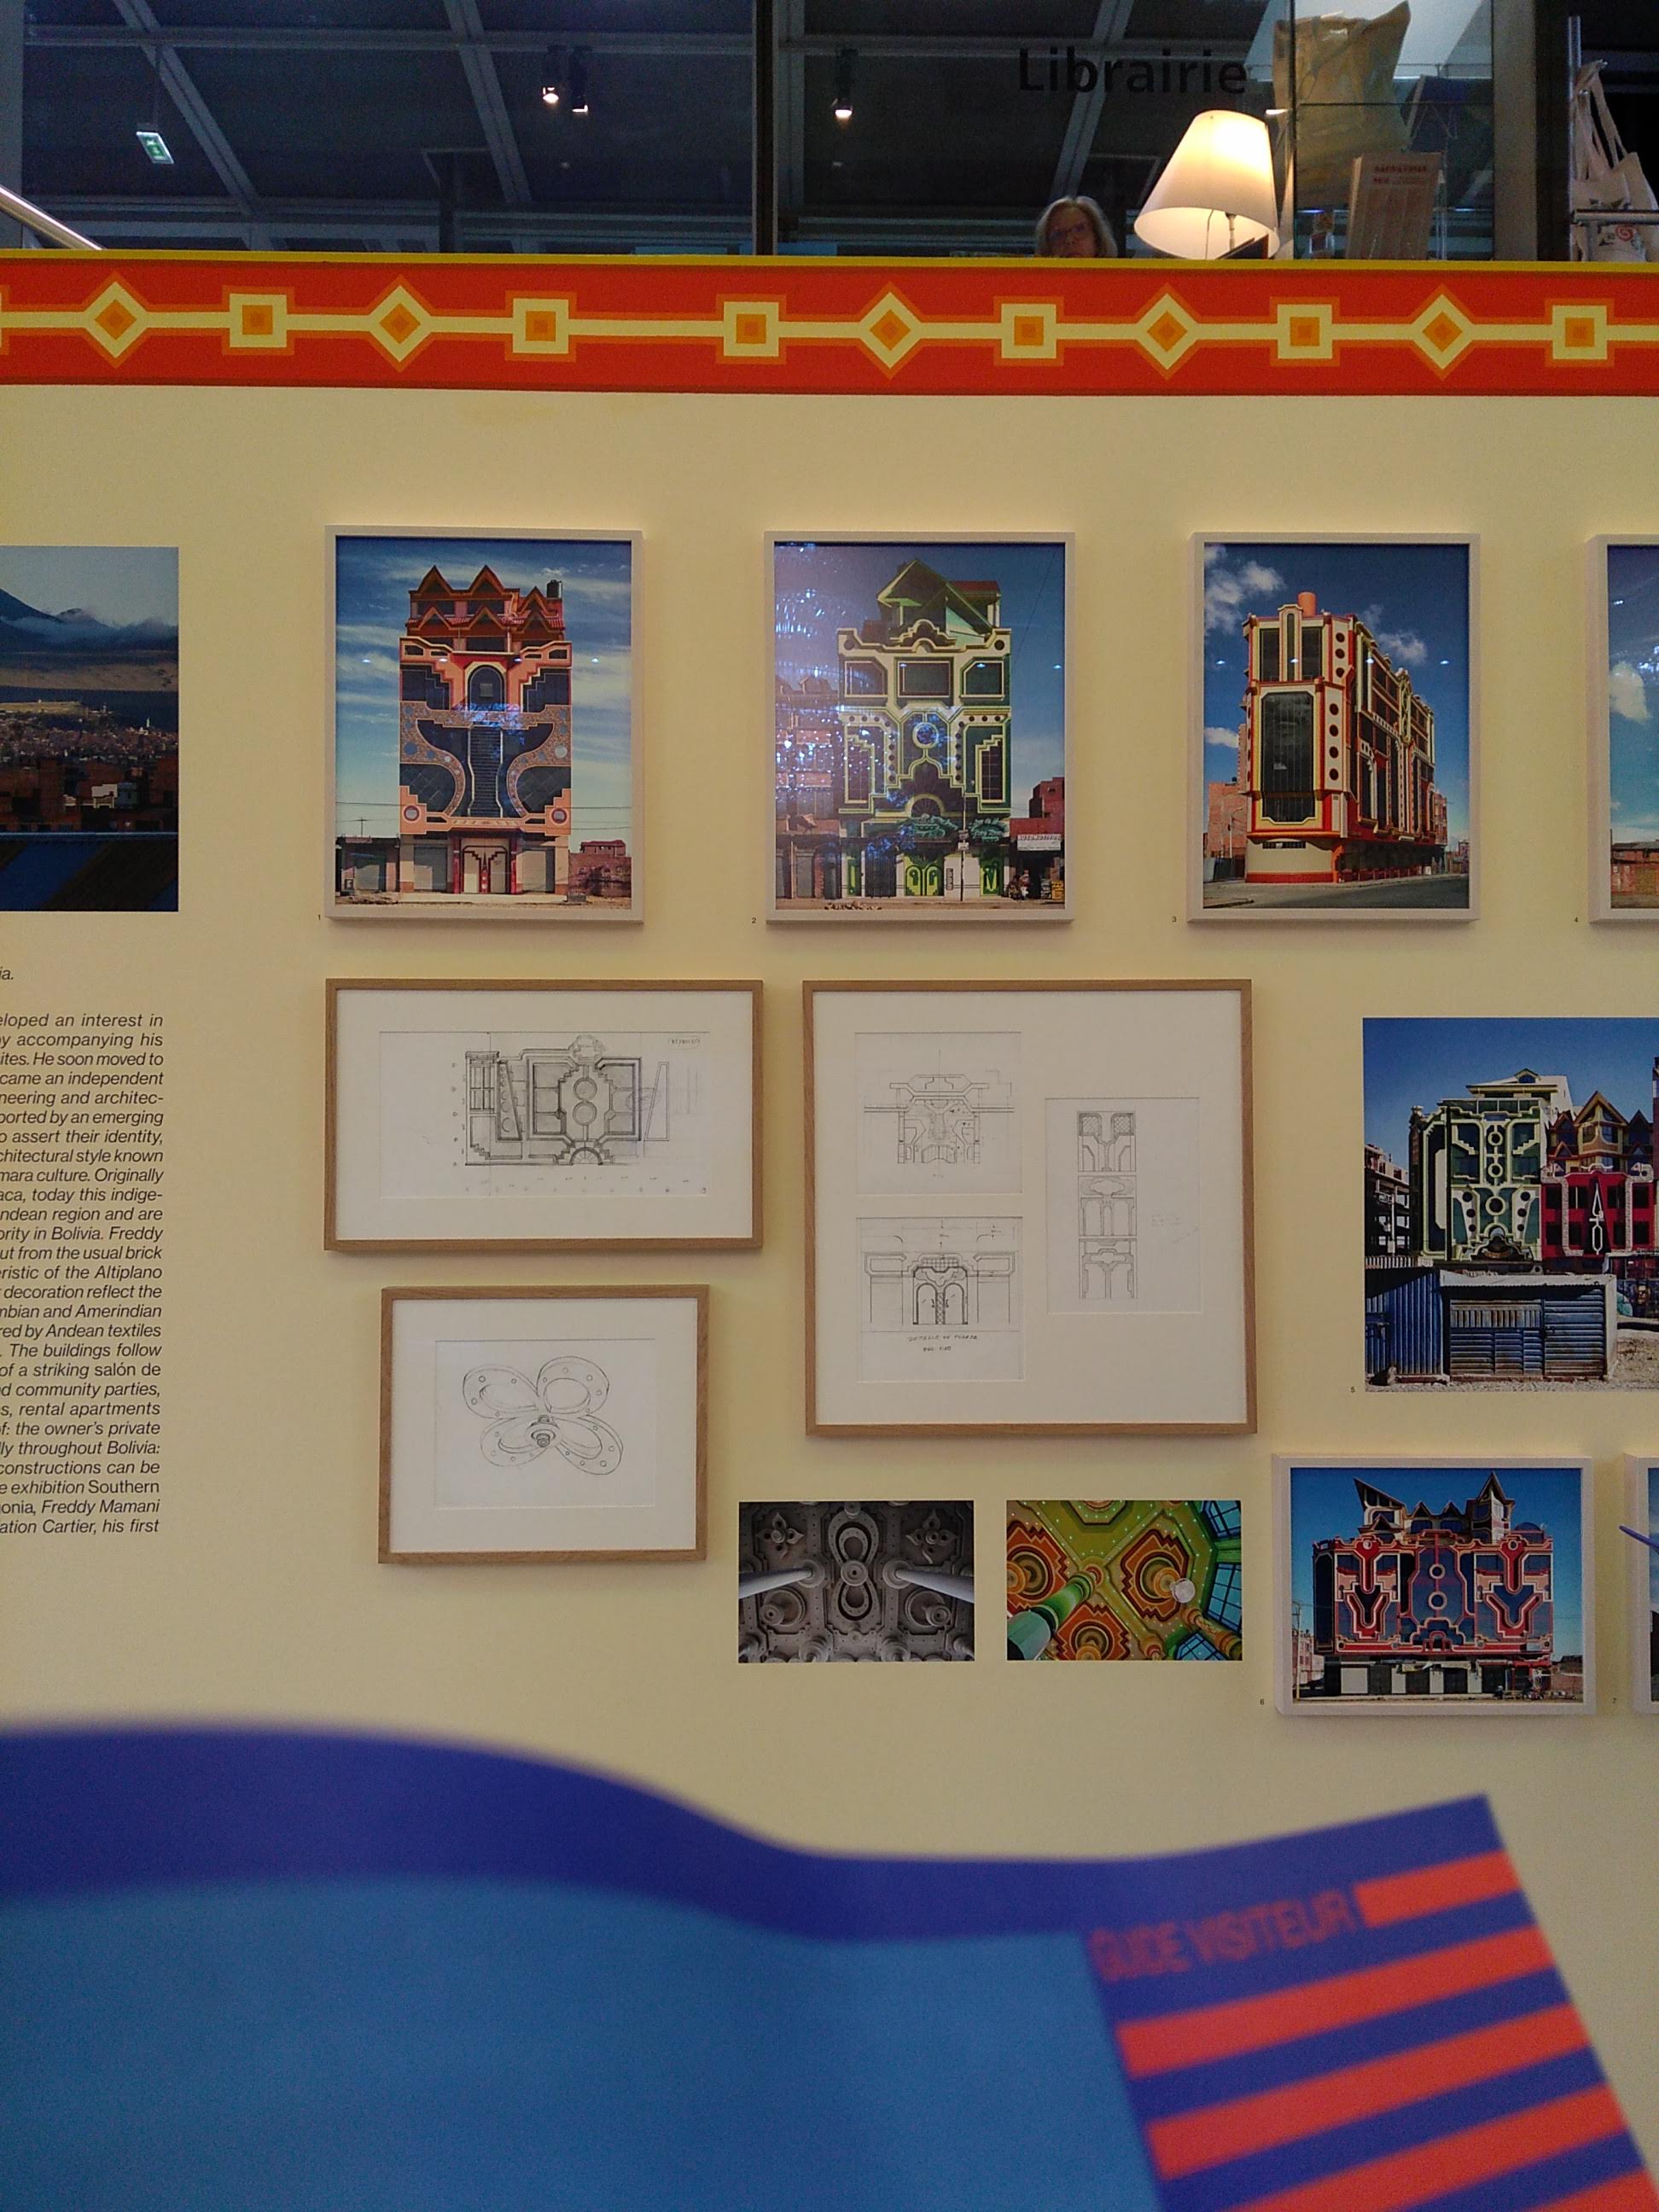 Librairie
1
2
3
4
ia.
eloped an interest in
by accompanying his
ites. He soon moved to
came an independent
neering and architec-
ported by an emerging
o assert their identity,
chitectural style known
mara culture. Originally
aca, today this indige-
ndean region and are
ority in Bolivia. Freddy
ut from the usual brick
eristic of the Altiplano
r decoration reflect the
mbian and Amerindian
red by Andean textiles
. The buildings follow
of a striking salón de
nd community parties,
s, rental apartments
of: the owner's private
lly throughout Bolivia:
constructions can be
e exhibition Southern
onia, Freddy Mamani
ation Cartier, his first
5
6
7
GUIDE VISITEUR